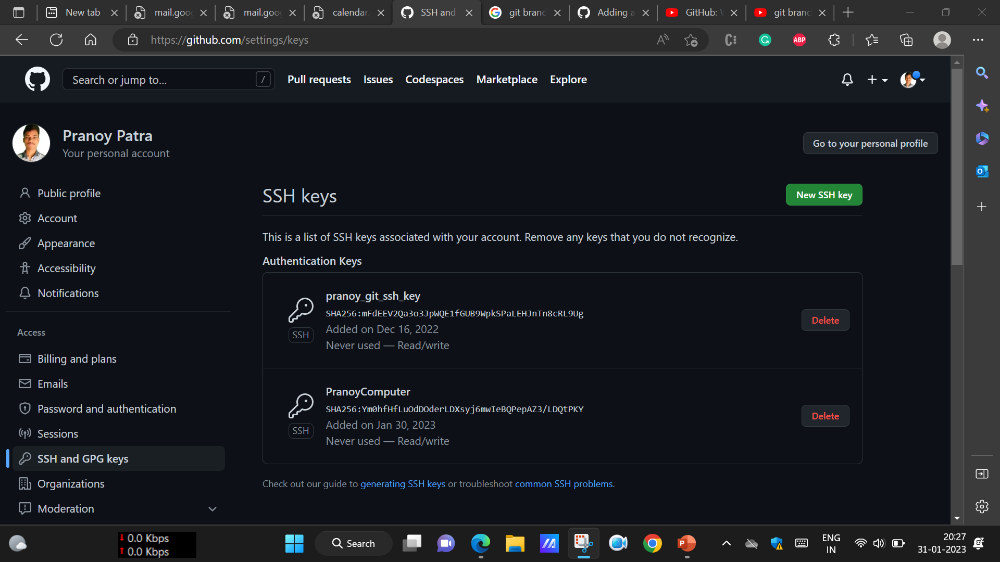 New tab
mail.goog
mail.goog
calendar.
SSH and
git branc
Adding a
GitHub: W
git branc
https://github.com/settings/keys
ABP
Search or jump to...
/
Pull requests
Issues
Codespaces
Marketplace
Explore
Pranoy Patra
Your personal account
Go to your personal profile
Public profile
Account
Appearance
Accessibility
Notifications
Access
Billing and plans
Emails
Password and authentication
Sessions
SSH and GPG keys
Organizations
Moderation
SSH keys
New SSH key
This is a list of SSH keys associated with your account. Remove any keys that you do not recognize.
Authentication Keys
pranoy_git_ssh_key
SHA256:mFdEEV2Qa3o3JpWQE1fGUB9WpkSPaLEHJnTn8cRL9Ug
Added on Dec 16, 2022
Never used — Read/write
SSH
Delete
PranoyComputer
SHA256:Ym0hfHfLuOdDOderLDXsyj6mwIeBQPepAZ3/LDQtPKY
Added on Jan 30, 2023
Never used — Read/write
SSH
Delete
Check out our guide to generating SSH keys or troubleshoot common SSH problems.
0.0 Kbps
0.0 Kbps
Search
ENG
IN
20:27
31-01-2023